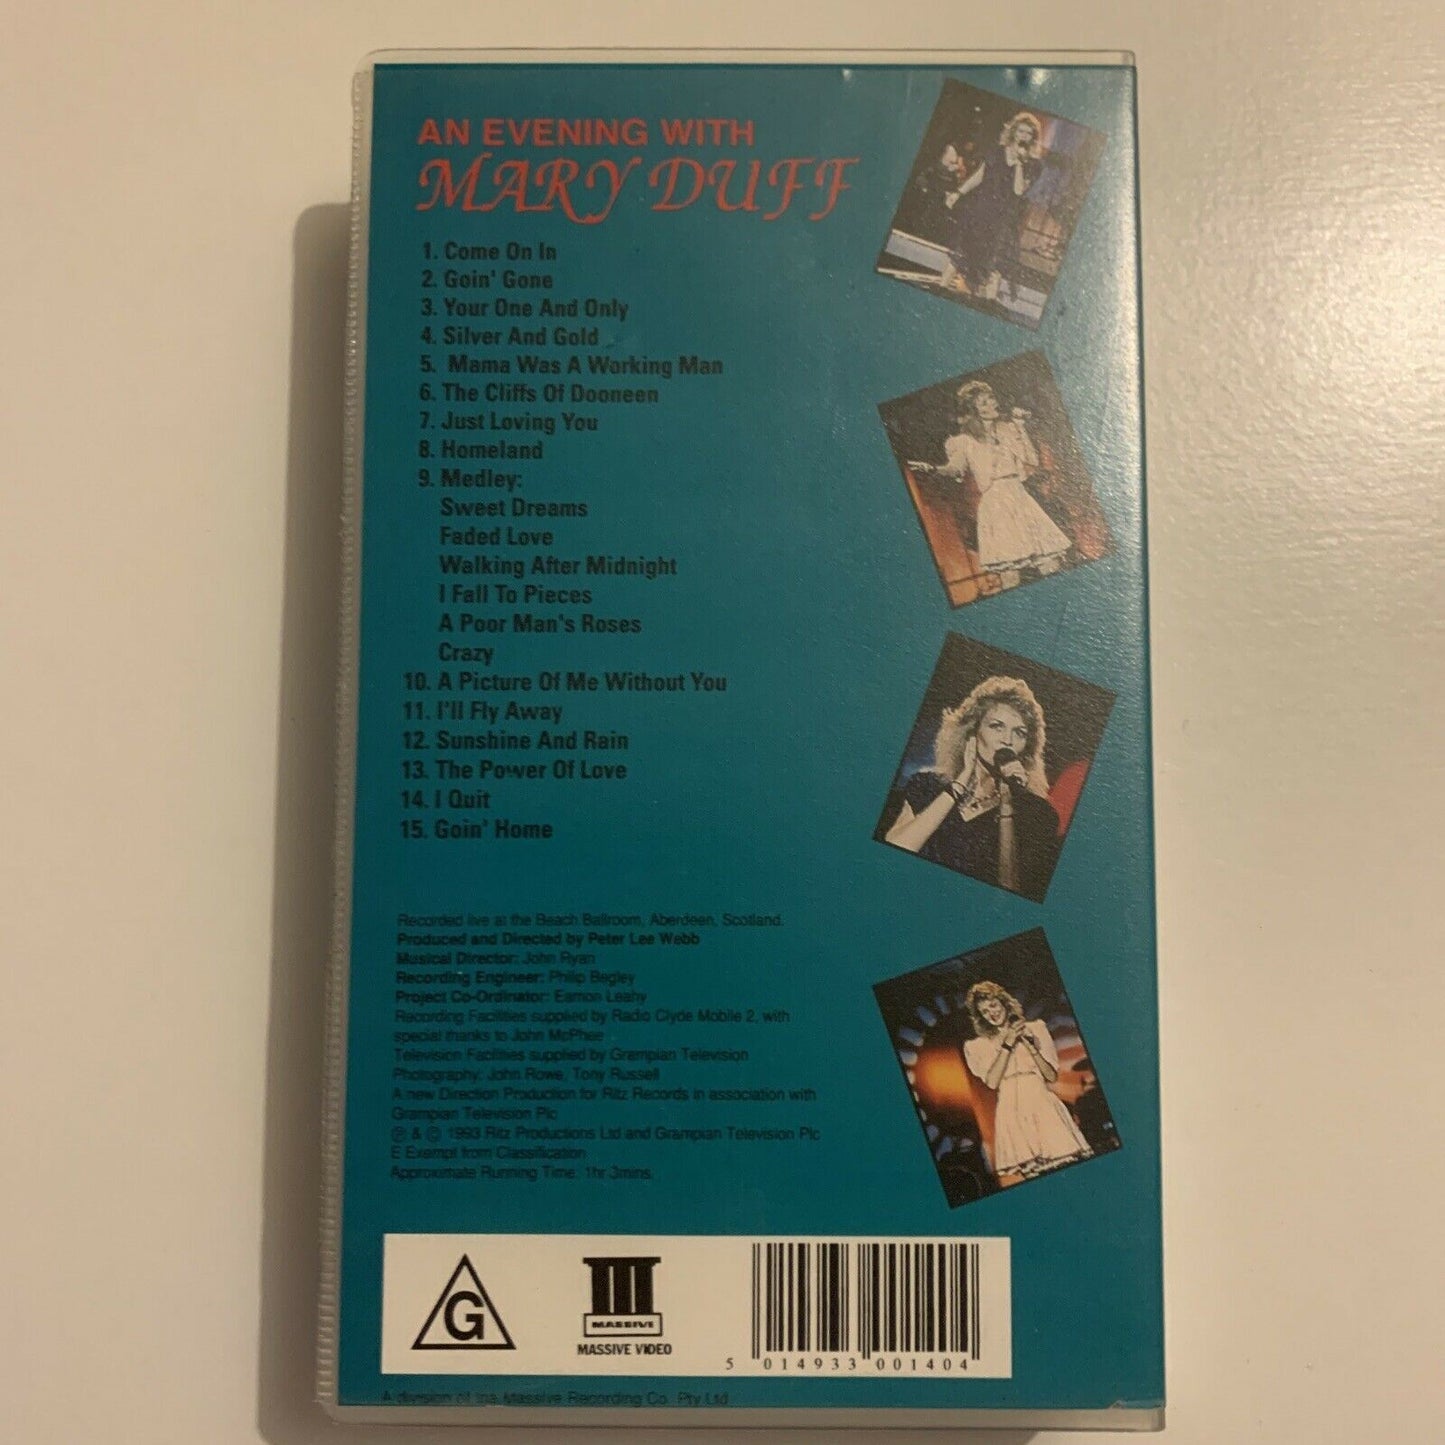 AN EVENING WITH
MARY DUFF
1. Come On In
2. Goin' Gone
3. Your One And Only
4. Silver And Gold
5. Mama Was A Working Man
6. The Cliffs Of Dooneen
7. Just Loving You
8. Homeland
9. Medley:
Sweet Dreams
Faded Love
Walking After Midnight
I Fall To Pieces
A Poor Man's Roses
Crazy
10. A Picture Of Me Without You
11. I'll Fly Away
12. Sunshine And Rain
13. The Power Of Love
14. I Quit
15. Goin' Home
Recorded live at the Beach Ballroom, Aberdeen, Scotland.
Produced and Directed by Peter Lee Webb
Musical Director: John Ryan
Recording Engineer: Philip Begley
Project Co-Ordinator: Eamon Leahy
Recording Facilities supplied by Radio Clyde Mobile 2, with
special thanks to John McPhee
Television Facilities supplied by Grampian Television
Photography: John Rowe, Tony Russell
A new Direction Production for Ritz Records in association with
Grampian Television Plc
℗ & © 1993 Ritz Productions Ltd and Grampian Television Plc
E Exempt from Classification
Approximate Running Time: 1hr 3mins.
G
MASSIVE
MASSIVE VIDEO
5 014933 001404
A division of the Massive Recording Co. Pty Ltd